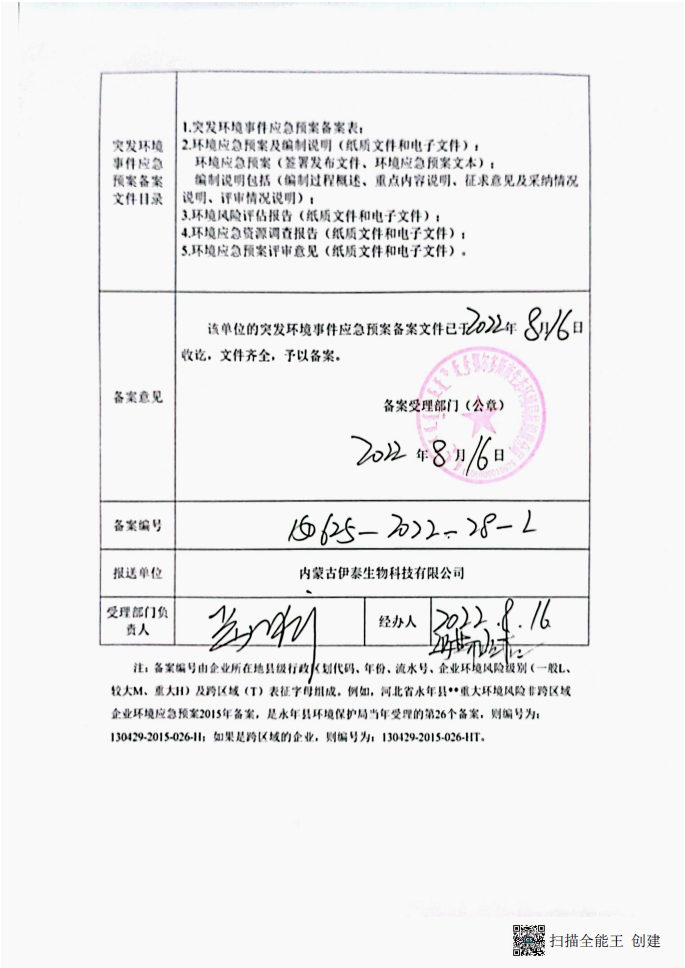 突发环境
事件应急
预案备案
文件目录
1.突发环境事件应急预案备案表；
2.环境应急预案及编制说明（纸质文件和电子文件）；
环境应急预案（签署发布文件、环境应急预案文本）；
编制说明包括（编制过程概述、重点内容说明、征求意见及采纳情况
说明、评审情况说明）；
3.环境风险评估报告（纸质文件和电子文件）；
4.环境应急资源调查报告（纸质文件和电子文件）；
5.环境应急预案评审意见（纸质文件和电子文件）。
备案意见
该单位的突发环境事件应急预案备案文件已于2022年 8月16日
收讫，文件齐全，予以备案。
备案受理部门（公章）
2022 年 8 月 16 日
备案编号
150625-2022-28-L
报送单位
内蒙古伊泰生物科技有限公司
受理部门负
责人
经办人
2022.8.16
注：备案编号由企业所在地县级行政区划代码、年份、流水号、企业环境风险级别（一般L、
较大M、重大H）及跨区域（T）表征字母组成。例如，河北省永年县**重大环境风险非跨区域
企业环境应急预案2015年备案，是永年县环境保护局当年受理的第26个备案，则编号为：
130429-2015-026-H；如果是跨区域的企业，则编号为：130429-2015-026-HT。
扫描全能王 创建